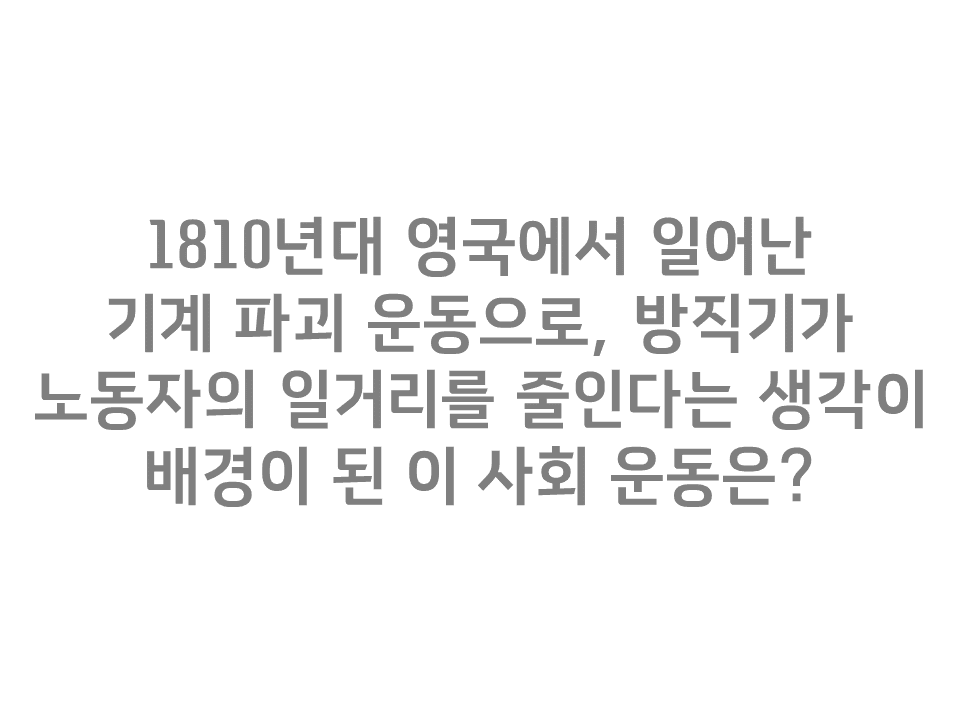 1810년대 영국에서 일어난
기계 파괴 운동으로, 방직기가
노동자의 일거리를 줄인다는 생각이
배경이 된 이 사회 운동은?